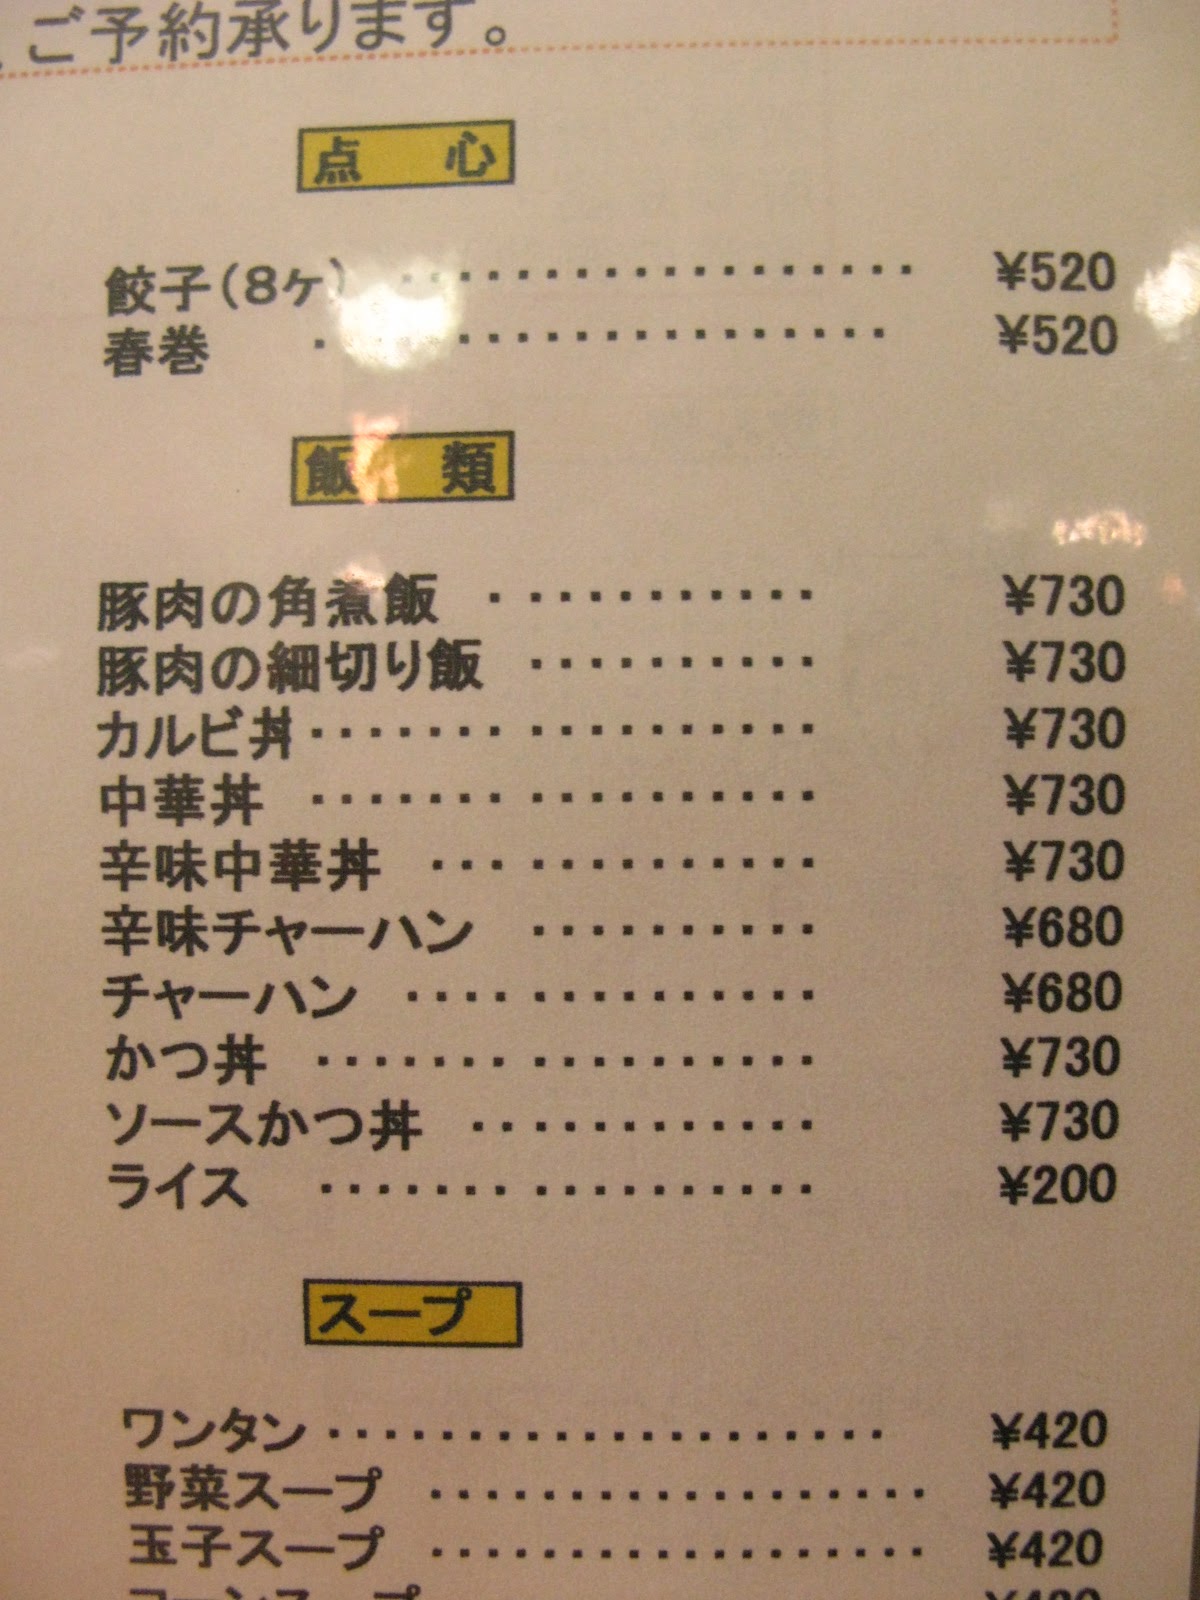 ご予約承ります。
点　心
餃子(8ケ) ・・・・・・・・・・・・・・・・・・ ¥520
春巻 ・・・・・・・・・・・・・・・・・・・・ ¥520
飯　類
豚肉の角煮飯 ・・・・・・・・・・・ ¥730
豚肉の細切り飯 ・・・・・・・・・・ ¥730
カルビ丼 ・・・・・・・・・・・・・・・・・ ¥730
中華丼 ・・・・・・・・・・・・・・・・・ ¥730
辛味中華丼 ・・・・・・・・・・・・・ ¥730
辛味チャーハン ・・・・・・・・・・ ¥680
チャーハン ・・・・・・・・・・・・・・ ¥680
かつ丼 ・・・・・・・・・・・・・・・・・ ¥730
ソースかつ丼 ・・・・・・・・・・・・ ¥730
ライス ・・・・・・・・・・・・・・・・・ ¥200
スープ
ワンタン ・・・・・・・・・・・・・・・・・・・・ ¥420
野菜スープ ・・・・・・・・・・・・・・・・・・ ¥420
玉子スープ ・・・・・・・・・・・・・・・・・・ ¥420